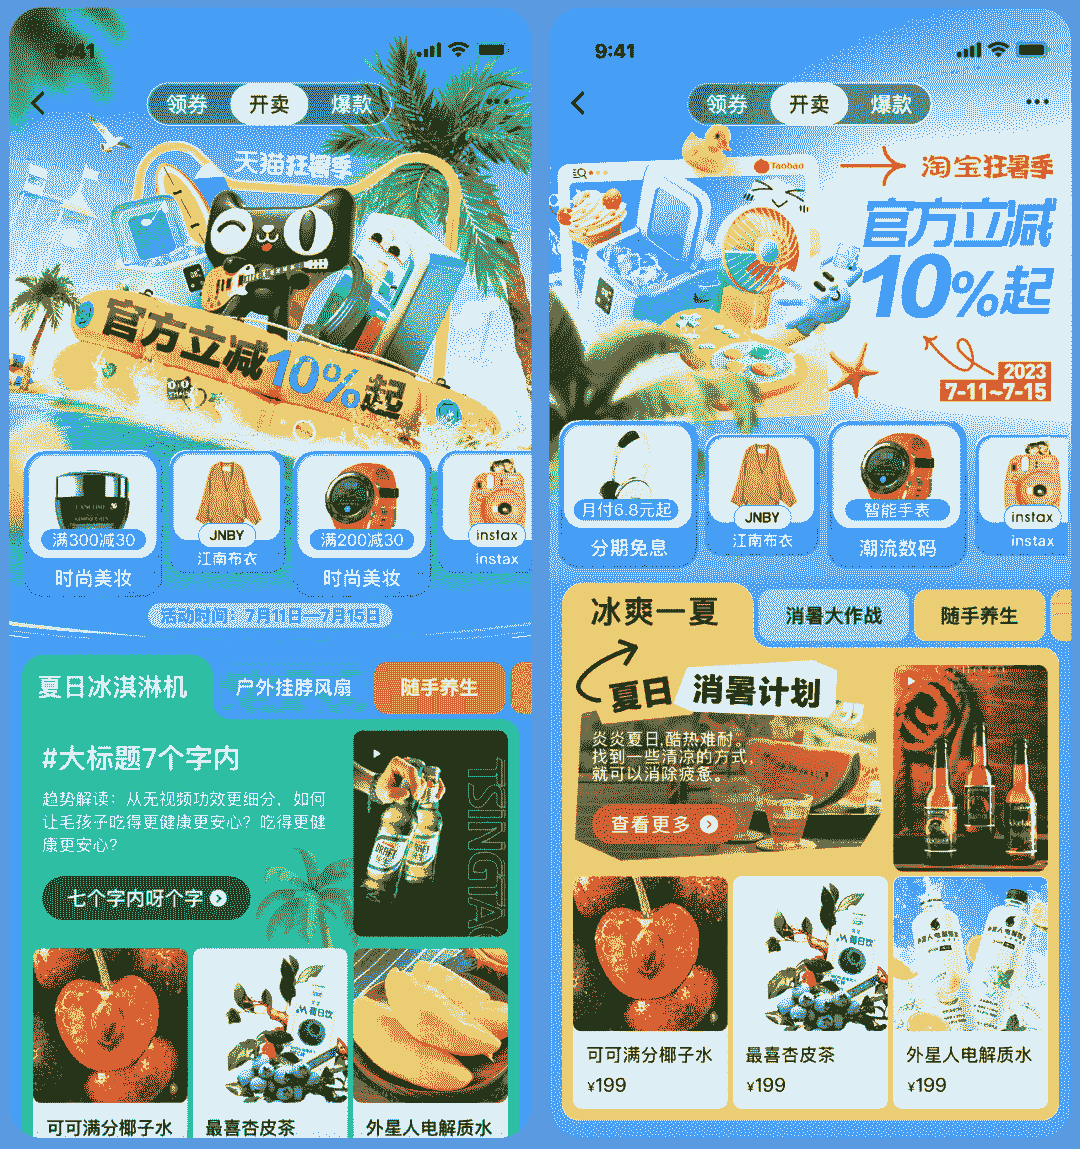 9:41
领券
开卖
爆款
天猫狂暑季
官方立减10%起
LANCOME
满300减30
时尚美妆
JNBY
江南布衣
满200减30
时尚美妆
instax
instax
活动时间：7月11日—7月15日
夏日冰淇淋机
户外挂脖风扇
随手养生
#大标题7个字内
趋势解读：从无视频功效更细分，如何
让毛孩子吃得更健康更安心？吃得更健
康更安心？
七个字内呀个字
TSINGTAO
每日饮
可可满分椰子水
最喜杏皮茶
外星人电解质水
9:41
领券
开卖
爆款
Taobao
淘宝狂暑季
官方立减
10%起
2023
7-11~7-15
月付6.8元起
分期免息
JNBY
江南布衣
智能手表
潮流数码
instax
instax
冰爽一夏
消暑大作战
随手养生
夏日 消暑计划
炎炎夏日,酷热难耐。
找到一些清凉的方式,
就可以消除疲惫。
查看更多
每日饮
外星人电解质水
可可满分椰子水
¥199
最喜杏皮茶
¥199
外星人电解质水
¥199